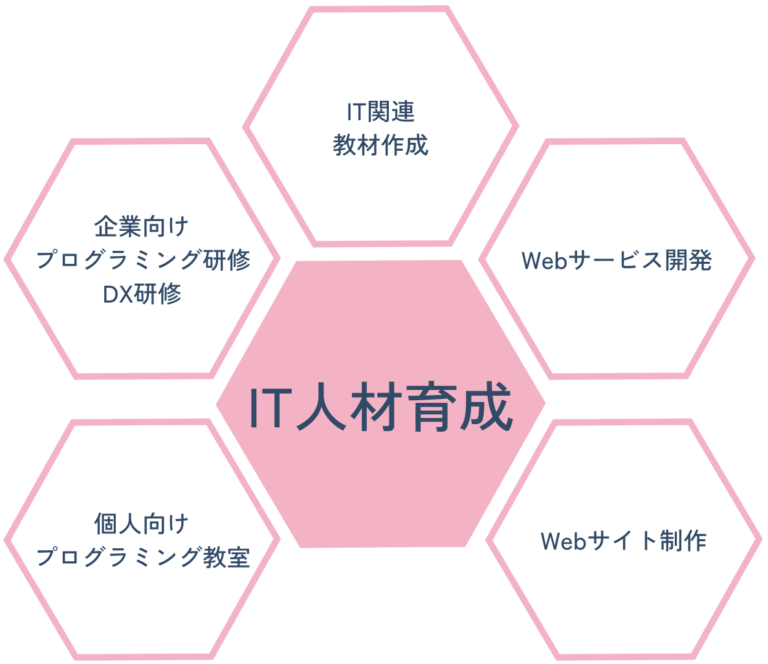 IT関連
教材作成
企業向け
プログラミング研修
DX研修
Webサービス開発
IT人材育成
個人向け
プログラミング教室
Webサイト制作